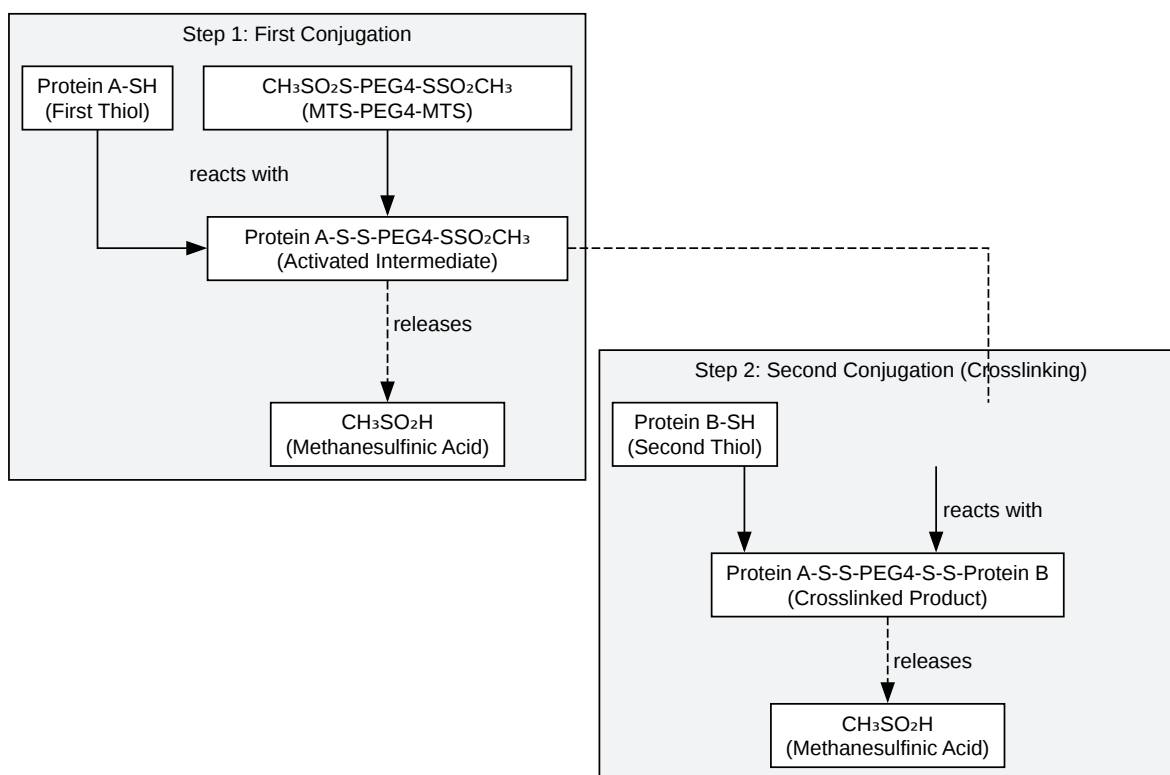 Step 1: First Conjugation
Protein A-SH
(First Thiol)
CH₃SO₂S-PEG4-SSO₂CH₃
(MTS-PEG4-MTS)
reacts with
Protein A-S-S-PEG4-SSO₂CH₃
(Activated Intermediate)
releases
CH₃SO₂H
(Methanesulfinic Acid)
Step 2: Second Conjugation (Crosslinking)
Protein B-SH
(Second Thiol)
reacts with
Protein A-S-S-PEG4-S-S-Protein B
(Crosslinked Product)
releases
CH₃SO₂H
(Methanesulfinic Acid)